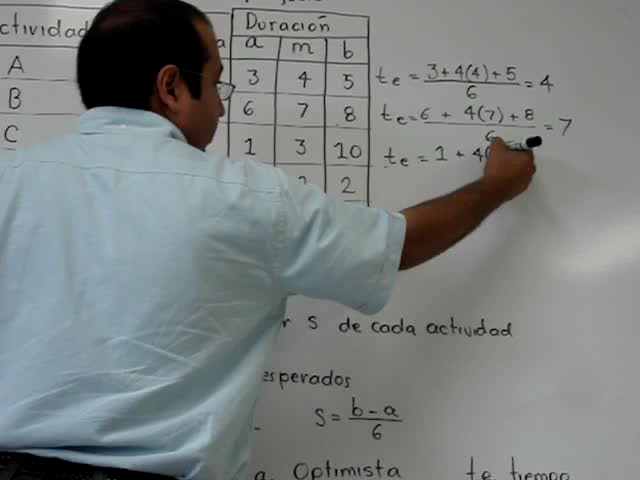 Duración
a m b
A 3 4 5 te = 3+4(4)+5 / 6 = 4
B 6 7 8 te = 6 + 4(7) + 8 / 6 = 7
C 1 3 10 te = 1 + 4(
2
s de cada actividad
esperados
s = b-a / 6
a. Optimista te tiempo